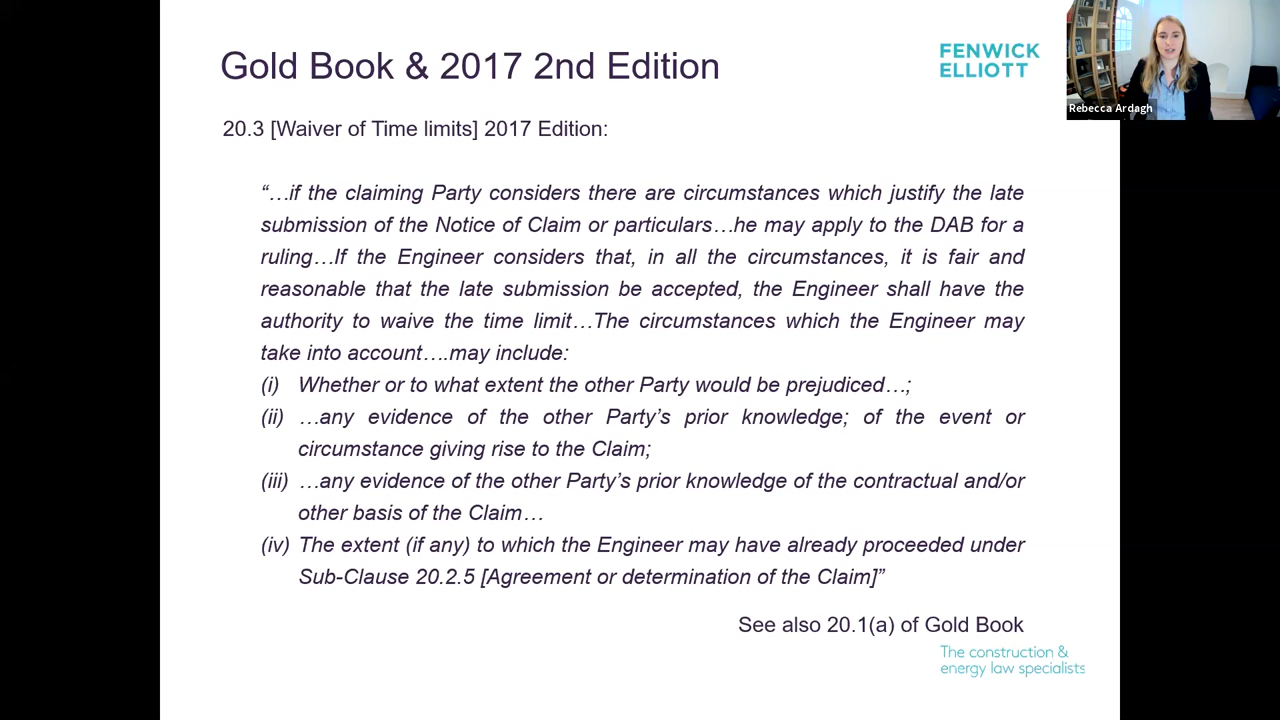 Gold Book & 2017 2nd Edition
FENWICK
ELLIOTT
Rebecca Ardagh
20.3 [Waiver of Time limits] 2017 Edition:
“…if the claiming Party considers there are circumstances which justify the late
submission of the Notice of Claim or particulars…he may apply to the DAB for a
ruling…If the Engineer considers that, in all the circumstances, it is fair and
reasonable that the late submission be accepted, the Engineer shall have the
authority to waive the time limit…The circumstances which the Engineer may
take into account….may include:
(i) Whether or to what extent the other Party would be prejudiced…;
(ii) …any evidence of the other Party’s prior knowledge; of the event or
circumstance giving rise to the Claim;
(iii) …any evidence of the other Party’s prior knowledge of the contractual and/or
other basis of the Claim…
(iv) The extent (if any) to which the Engineer may have already proceeded under
Sub-Clause 20.2.5 [Agreement or determination of the Claim]”
See also 20.1(a) of Gold Book
The construction &
energy law specialists